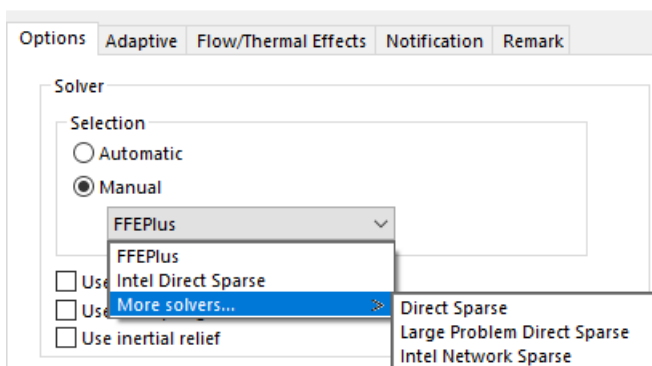 Options Adaptive Flow/Thermal Effects Notification Remark
Solver
Selection
Automatic
Manual
FFEPlus
FFEPlus
Intel Direct Sparse
More solvers...
Direct Sparse
Large Problem Direct Sparse
Intel Network Sparse
Use inertial relief